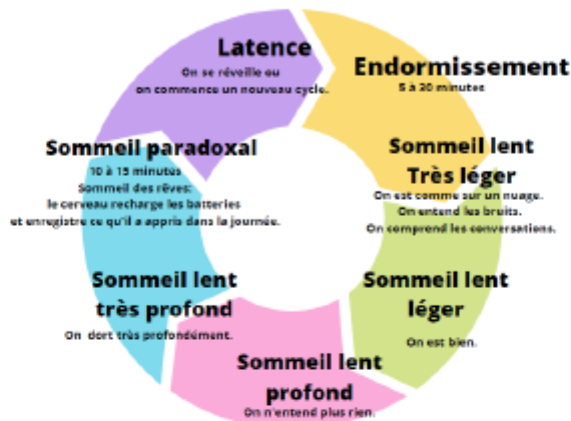 Latence
On se réveille ou
on commence un nouveau cycle.
Endormissement
5 à 20 minutes
Sommeil lent
Très léger
On est comme sur un nuage.
On entend les bruits.
On comprend les conversations.
Sommeil lent
léger
On est bien.
Sommeil lent
profond
On n'entend plus rien.
Sommeil lent
très profond
On dort très profondément.
Sommeil paradoxal
10 à 15 minutes
Sommeil des rêves:
le cerveau recharge les batteries
et enregistre ce qu'il a appris dans la journée.